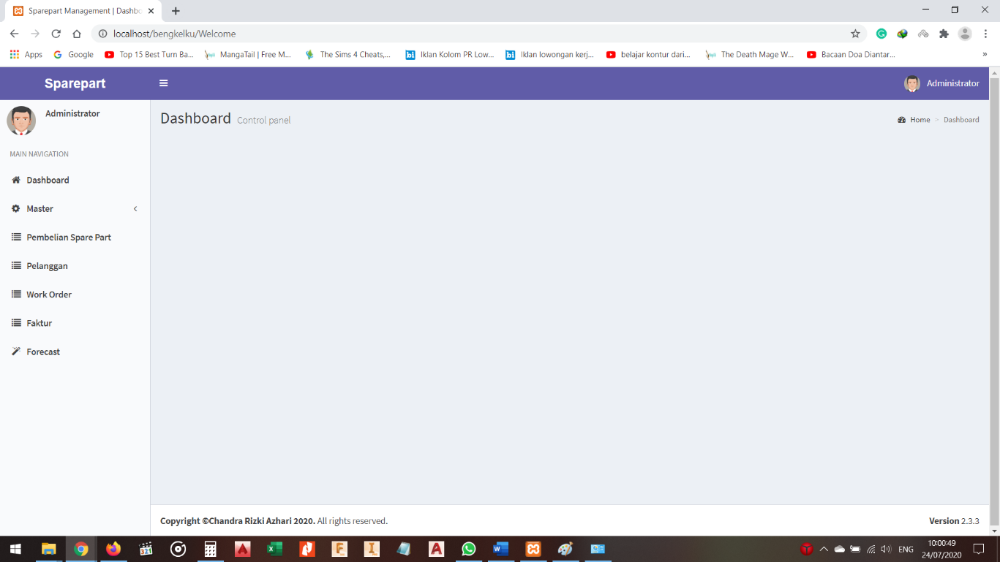 Sparepart Management | Dashbo
localhost/bengkelku/Welcome
Apps Google Top 15 Best Turn Ba... MangaTail | Free M... The Sims 4 Cheats,... Iklan Kolom PR Low... Iklan lowongan kerj... belajar kontur dari... The Death Mage W... Bacaan Doa Diantar... »
Sparepart Administrator
Administrator
Dashboard Control panel Home > Dashboard
MAIN NAVIGATION
Dashboard
Master
Pembelian Spare Part
Pelanggan
Work Order
Faktur
Forecast
Copyright ©Chandra Rizki Azhari 2020. All rights reserved. Version 2.3.3
ENG 10:00:49
24/07/2020